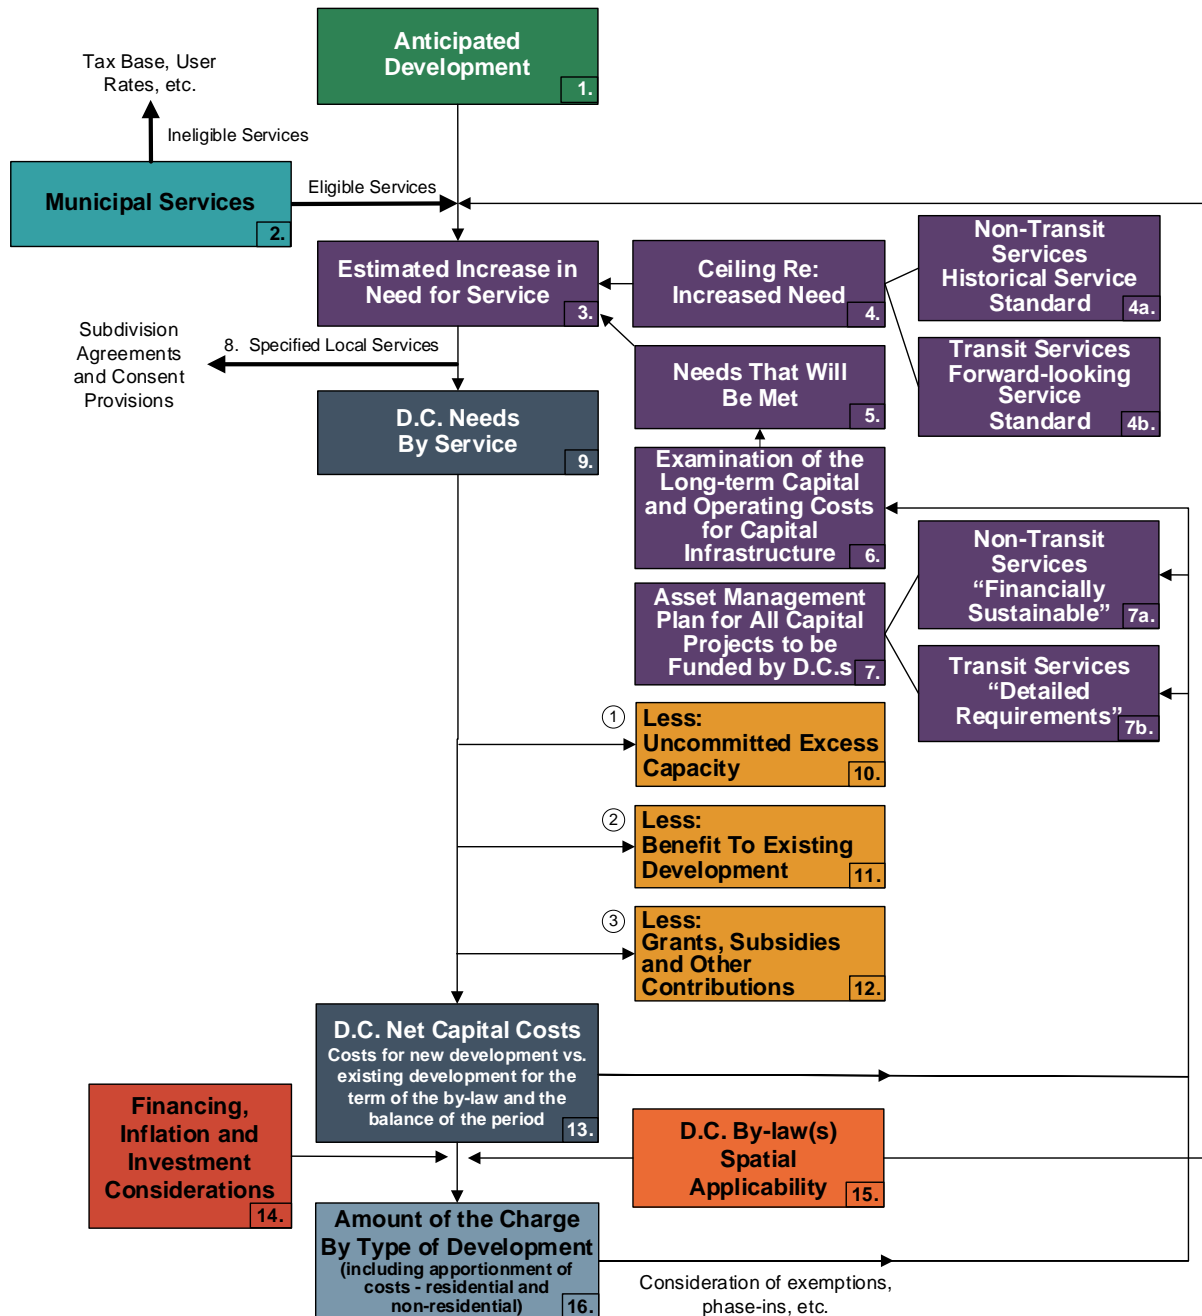 Anticipated
Development
1.
Tax Base, User
Rates, etc.
Ineligible Services
Municipal Services
2.
Eligible Services
Estimated Increase in
Need for Service
3.
Ceiling Re:
Increased Need
4.
Non-Transit
Services
Historical Service
Standard
4a.
Transit Services
Forward-looking
Service
Standard
4b.
Subdivision
Agreements
and Consent
Provisions
8. Specified Local Services
Needs That Will
Be Met
5.
D.C. Needs
By Service
9.
Examination of the
Long-term Capital
and Operating Costs
for Capital
Infrastructure
6.
Asset Management
Plan for All Capital
Projects to be
Funded by D.C.s
7.
Non-Transit
Services
“Financially
Sustainable”
7a.
Transit Services
“Detailed
Requirements”
7b.
1
Less:
Uncommitted Excess
Capacity
10.
2
Less:
Benefit To Existing
Development
11.
3
Less:
Grants, Subsidies
and Other
Contributions
12.
D.C. Net Capital Costs
Costs for new development vs.
existing development for the
term of the by-law and the
balance of the period
13.
Financing,
Inflation and
Investment
Considerations
14.
D.C. By-law(s)
Spatial
Applicability
15.
Amount of the Charge
By Type of Development
(including apportionment of
costs - residential and
non-residential)
16.
Consideration of exemptions,
phase-ins, etc.